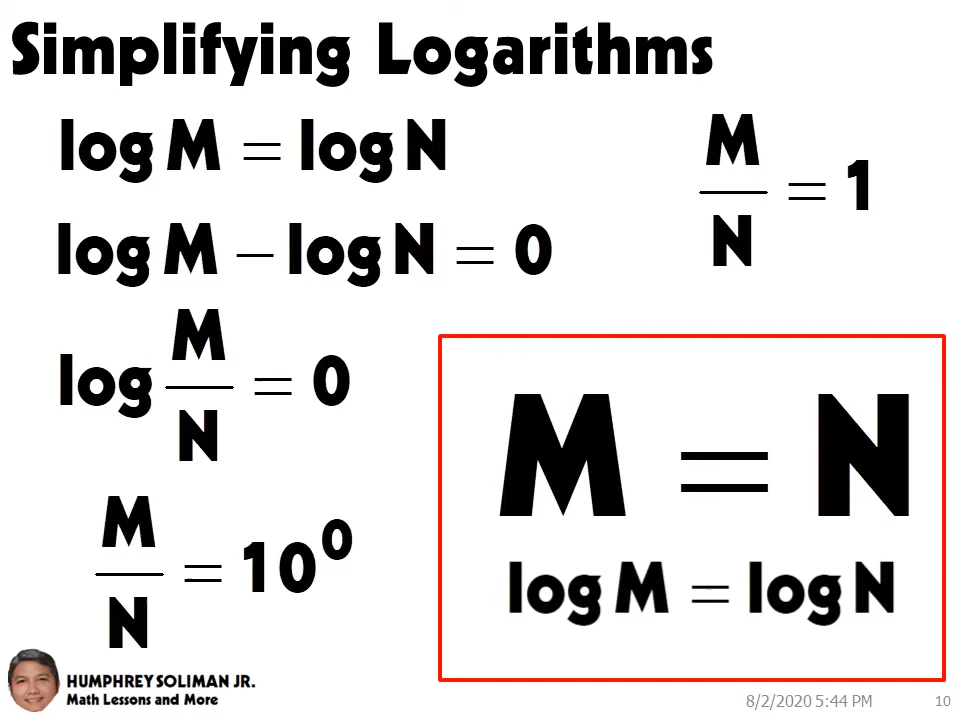 Simplifying Logarithms
log M = log N
log M − log N = 0
log M/N = 0
M/N = 10⁰
M/N = 1
M = N
log M = log N
HUMPHREY SOLIMAN JR.
Math Lessons and More
8/2/2020 5:44 PM
10